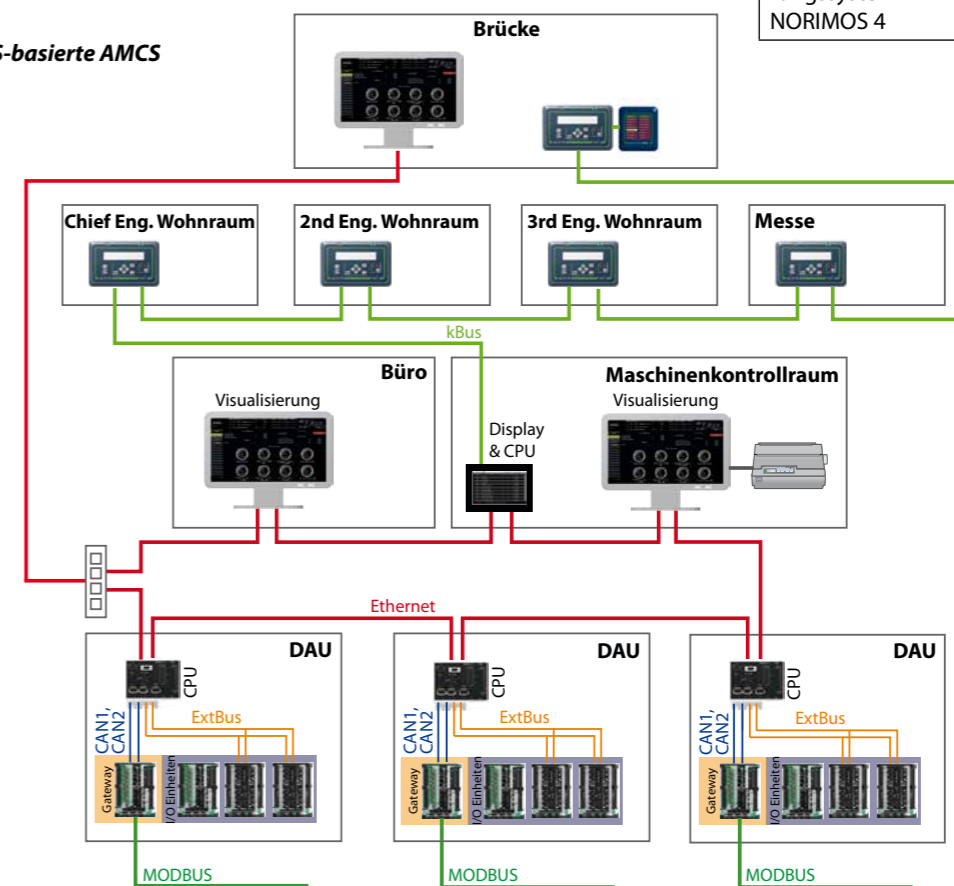 NORIMOS 4
-basierte AMCS
Brücke
Chief Eng. Wohnraum
2nd Eng. Wohnraum
3rd Eng. Wohnraum
Messe
kBus
Büro
Visualisierung
Maschinenkontrollraum
Visualisierung
Display
& CPU
Ethernet
DAU
CPU
CAN1,
CAN2
ExtBus
Gateway
I/O Einheiten
MODBUS
DAU
CPU
CAN1,
CAN2
ExtBus
Gateway
I/O Einheiten
MODBUS
DAU
CPU
CAN1,
CAN2
ExtBus
Gateway
I/O Einheiten
MODBUS